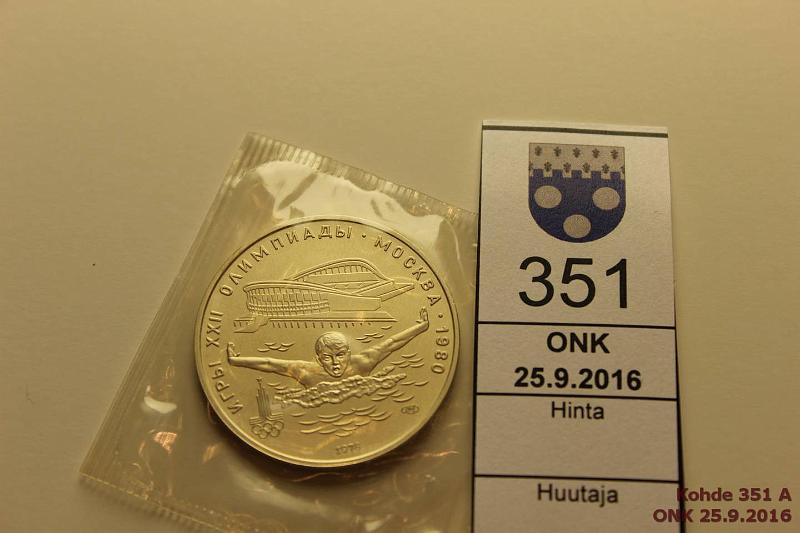 ИГРЫ XXII ОЛИМПИАДЫ · МОСКВА · 1980
351
ONK
25.9.2016
Hinta
Huutaja
Kohde 351 A
ONK 25.9.2016